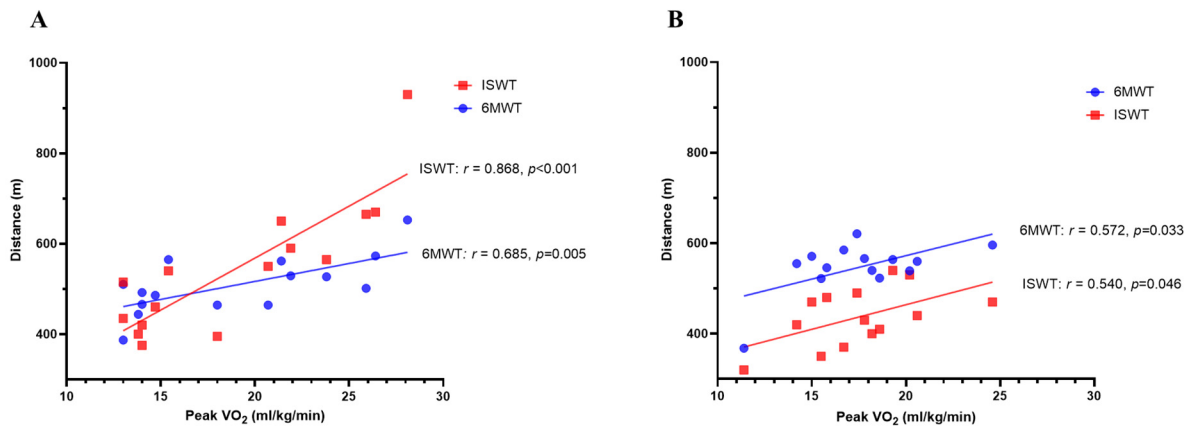 A
1000
800
600
400
Distance (m)
10
15
20
25
30
Peak VO2 (ml/kg/min)
ISWT
6MWT
ISWT: r = 0.868, p<0.001
6MWT: r = 0.685, p=0.005
B
1000
800
600
400
Distance (m)
10
15
20
25
30
Peak VO2 (ml/kg/min)
6MWT
ISWT
6MWT: r = 0.572, p=0.033
ISWT: r = 0.540, p=0.046